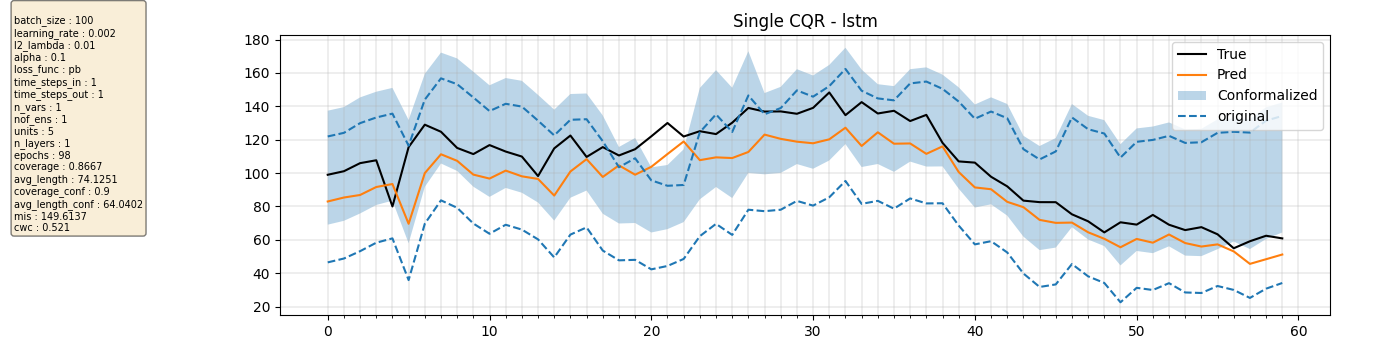 batch_size : 100
learning_rate : 0.002
l2_lambda : 0.01
alpha : 0.1
loss_func : pb
time_steps_in : 1
time_steps_out : 1
n_vars : 1
nof_ens : 1
units : 5
n_layers : 1
epochs : 98
coverage : 0.8667
avg_length : 74.1251
coverage_conf : 0.9
avg_length_conf : 64.0402
mis : 149.6137
cwc : 0.521
Single CQR - lstm
180
160
140
120
100
80
60
40
20
0 10 20 30 40 50 60
True
Pred
Conformalized
original